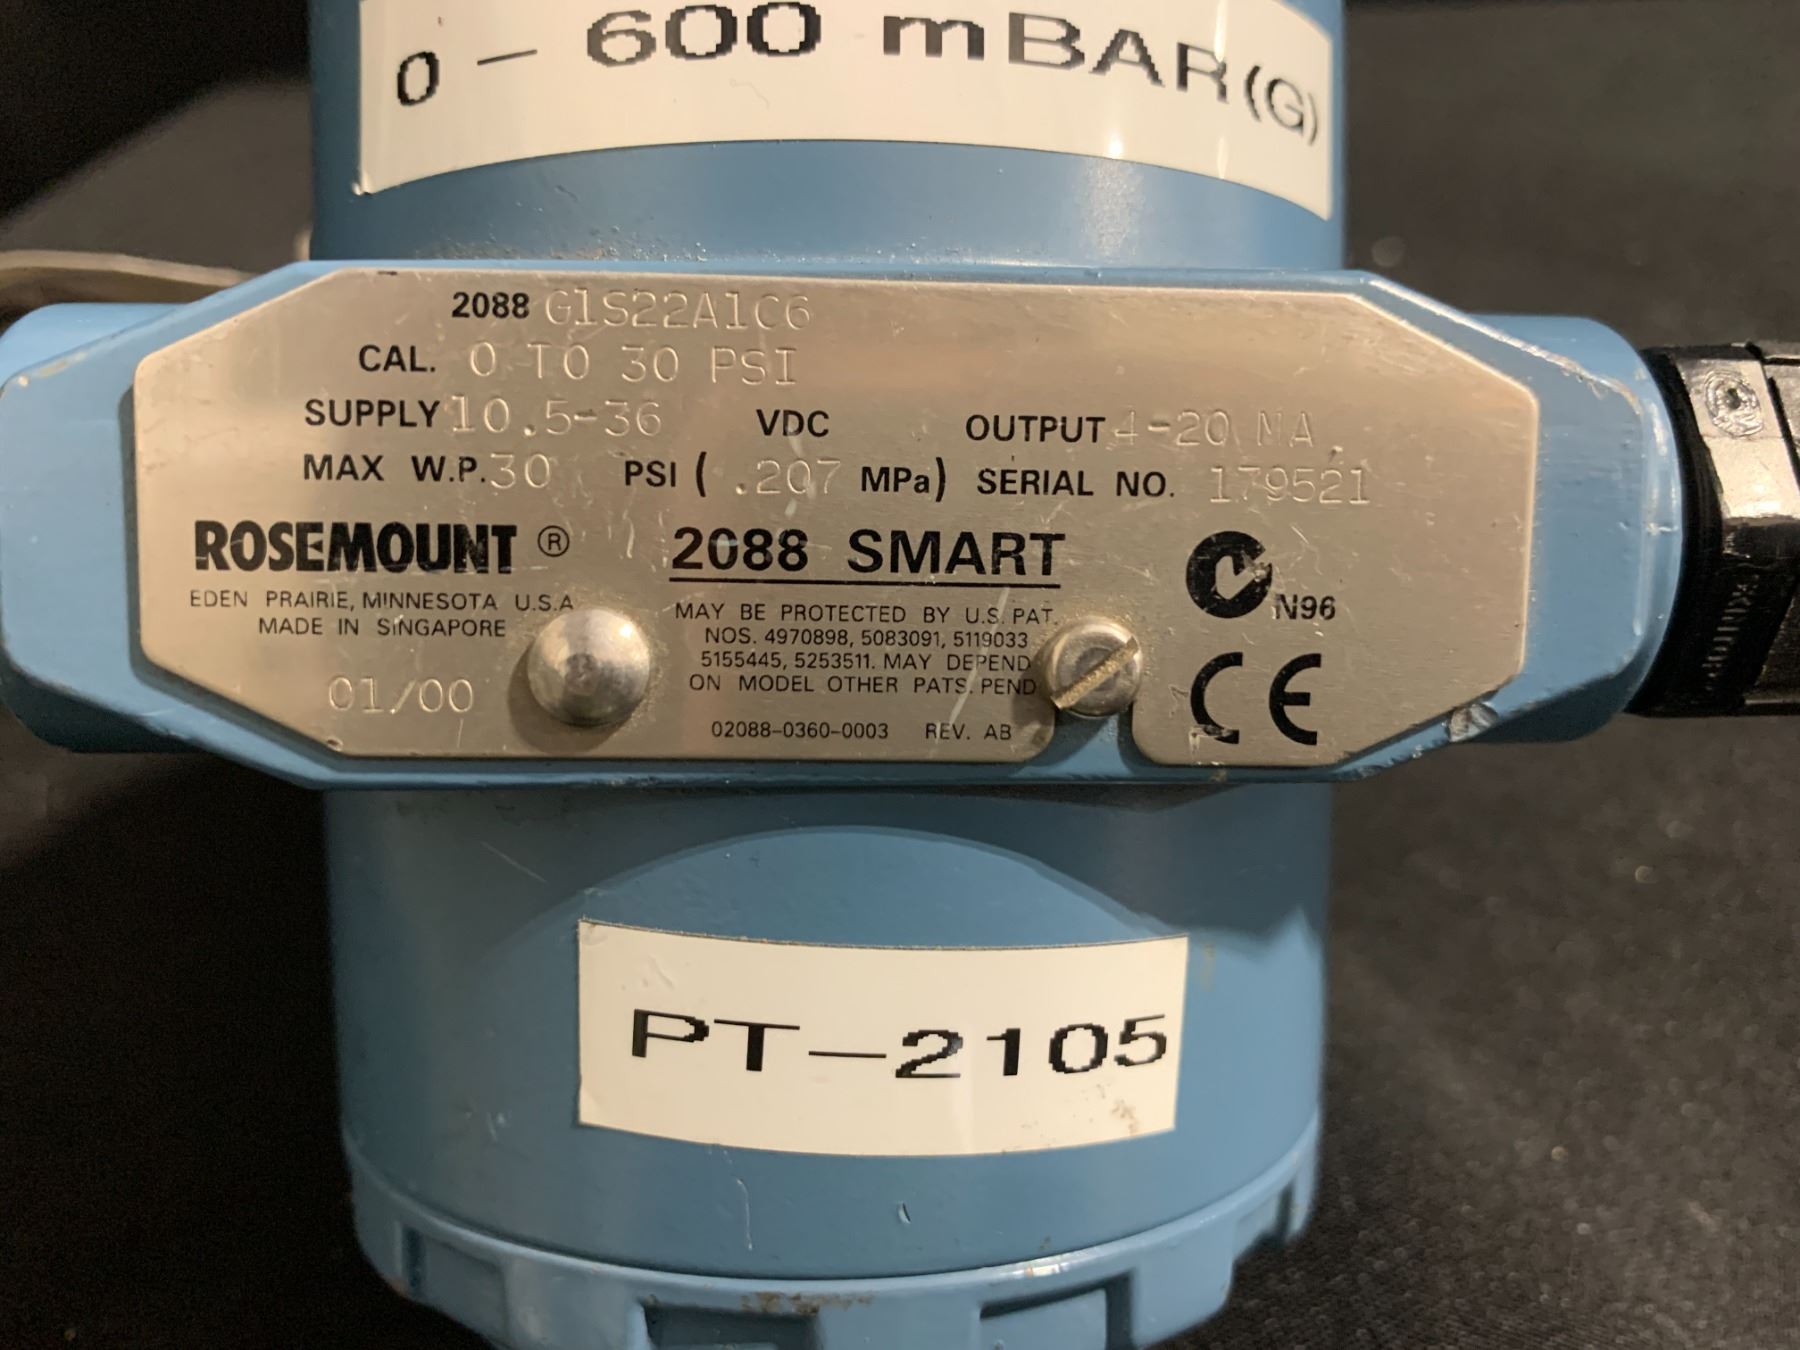 0 - 600 mBAR(G)
2088 G1S22A1C6
CAL. 0 TO 30 PSI
SUPPLY 10.5-36 VDC OUTPUT 4-20 MA
MAX W.P. 30 PSI ( .207 MPa) SERIAL NO. 179521
ROSEMOUNT® 2088 SMART
EDEN PRAIRIE, MINNESOTA U.S.A
MADE IN SINGAPORE
01/00
MAY BE PROTECTED BY U.S. PAT.
NOS. 4970898, 5083091, 5119033
5155445, 5253511. MAY DEPEND
ON MODEL OTHER PATS. PEND
02088-0360-0003 REV. AB
N96
CE
PT-2105